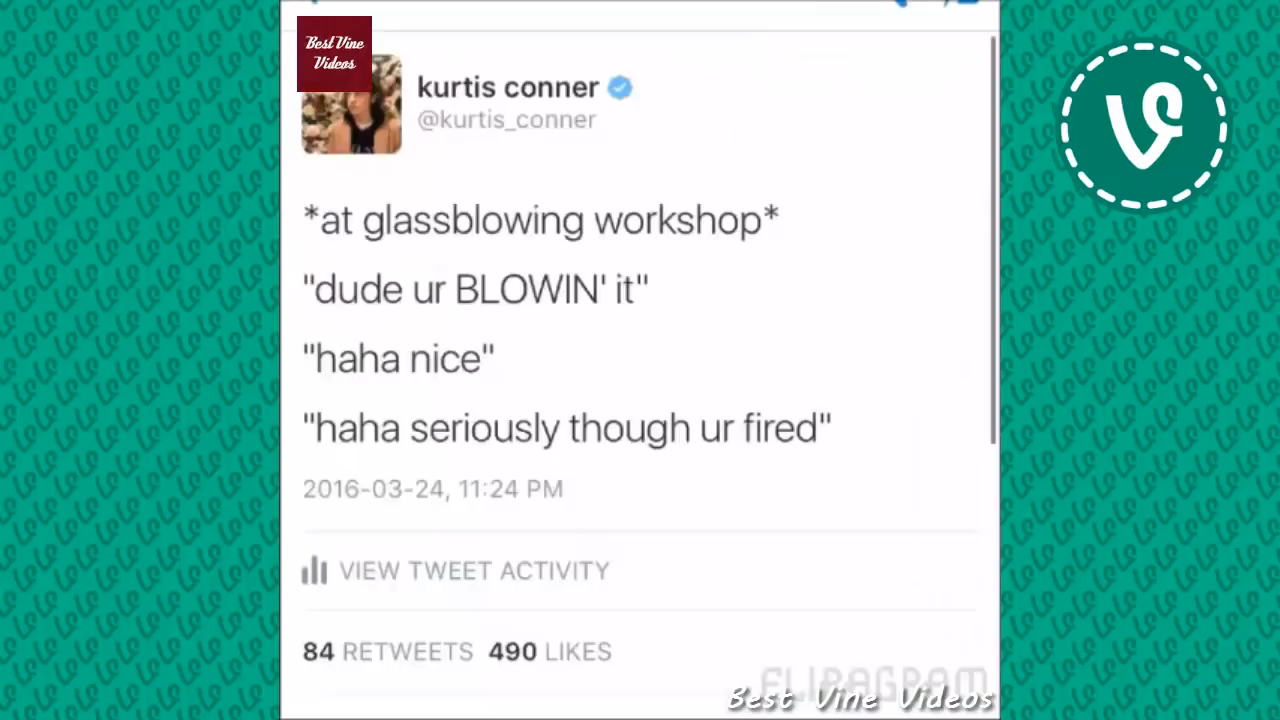 Best Vine
Videos
kurtis conner
@kurtis_conner
*at glassblowing workshop*
"dude ur BLOWIN' it"
"haha nice"
"haha seriously though ur fired"
2016-03-24, 11:24 PM
VIEW TWEET ACTIVITY
84 RETWEETS 490 LIKES
FLIPAGRAM
Best Vine Videos